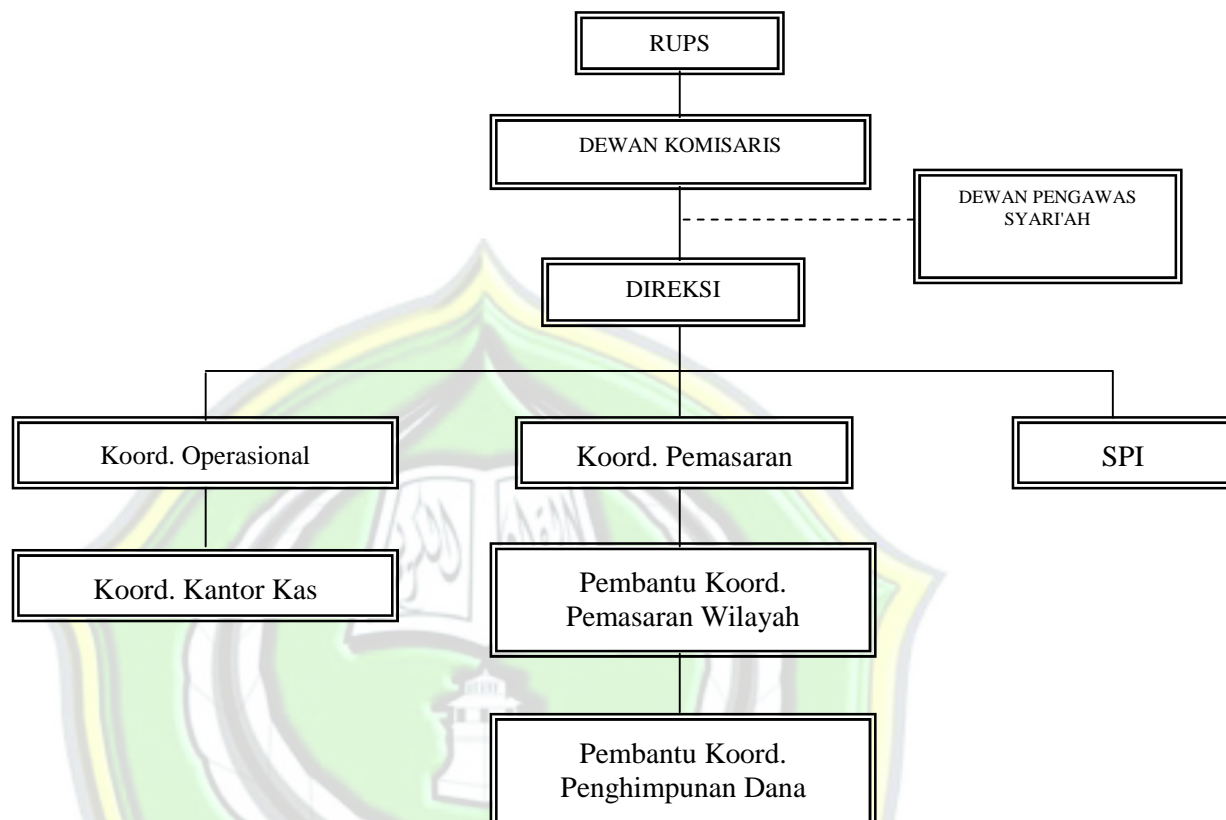 RUPS
DEWAN KOMISARIS
DEWAN PENGAWAS
SYARI'AH
DIREKSI
Koord. Operasional
Koord. Pemasaran
SPI
Koord. Kantor Kas
Pembantu Koord.
Pemasaran Wilayah
Pembantu Koord.
Penghimpunan Dana